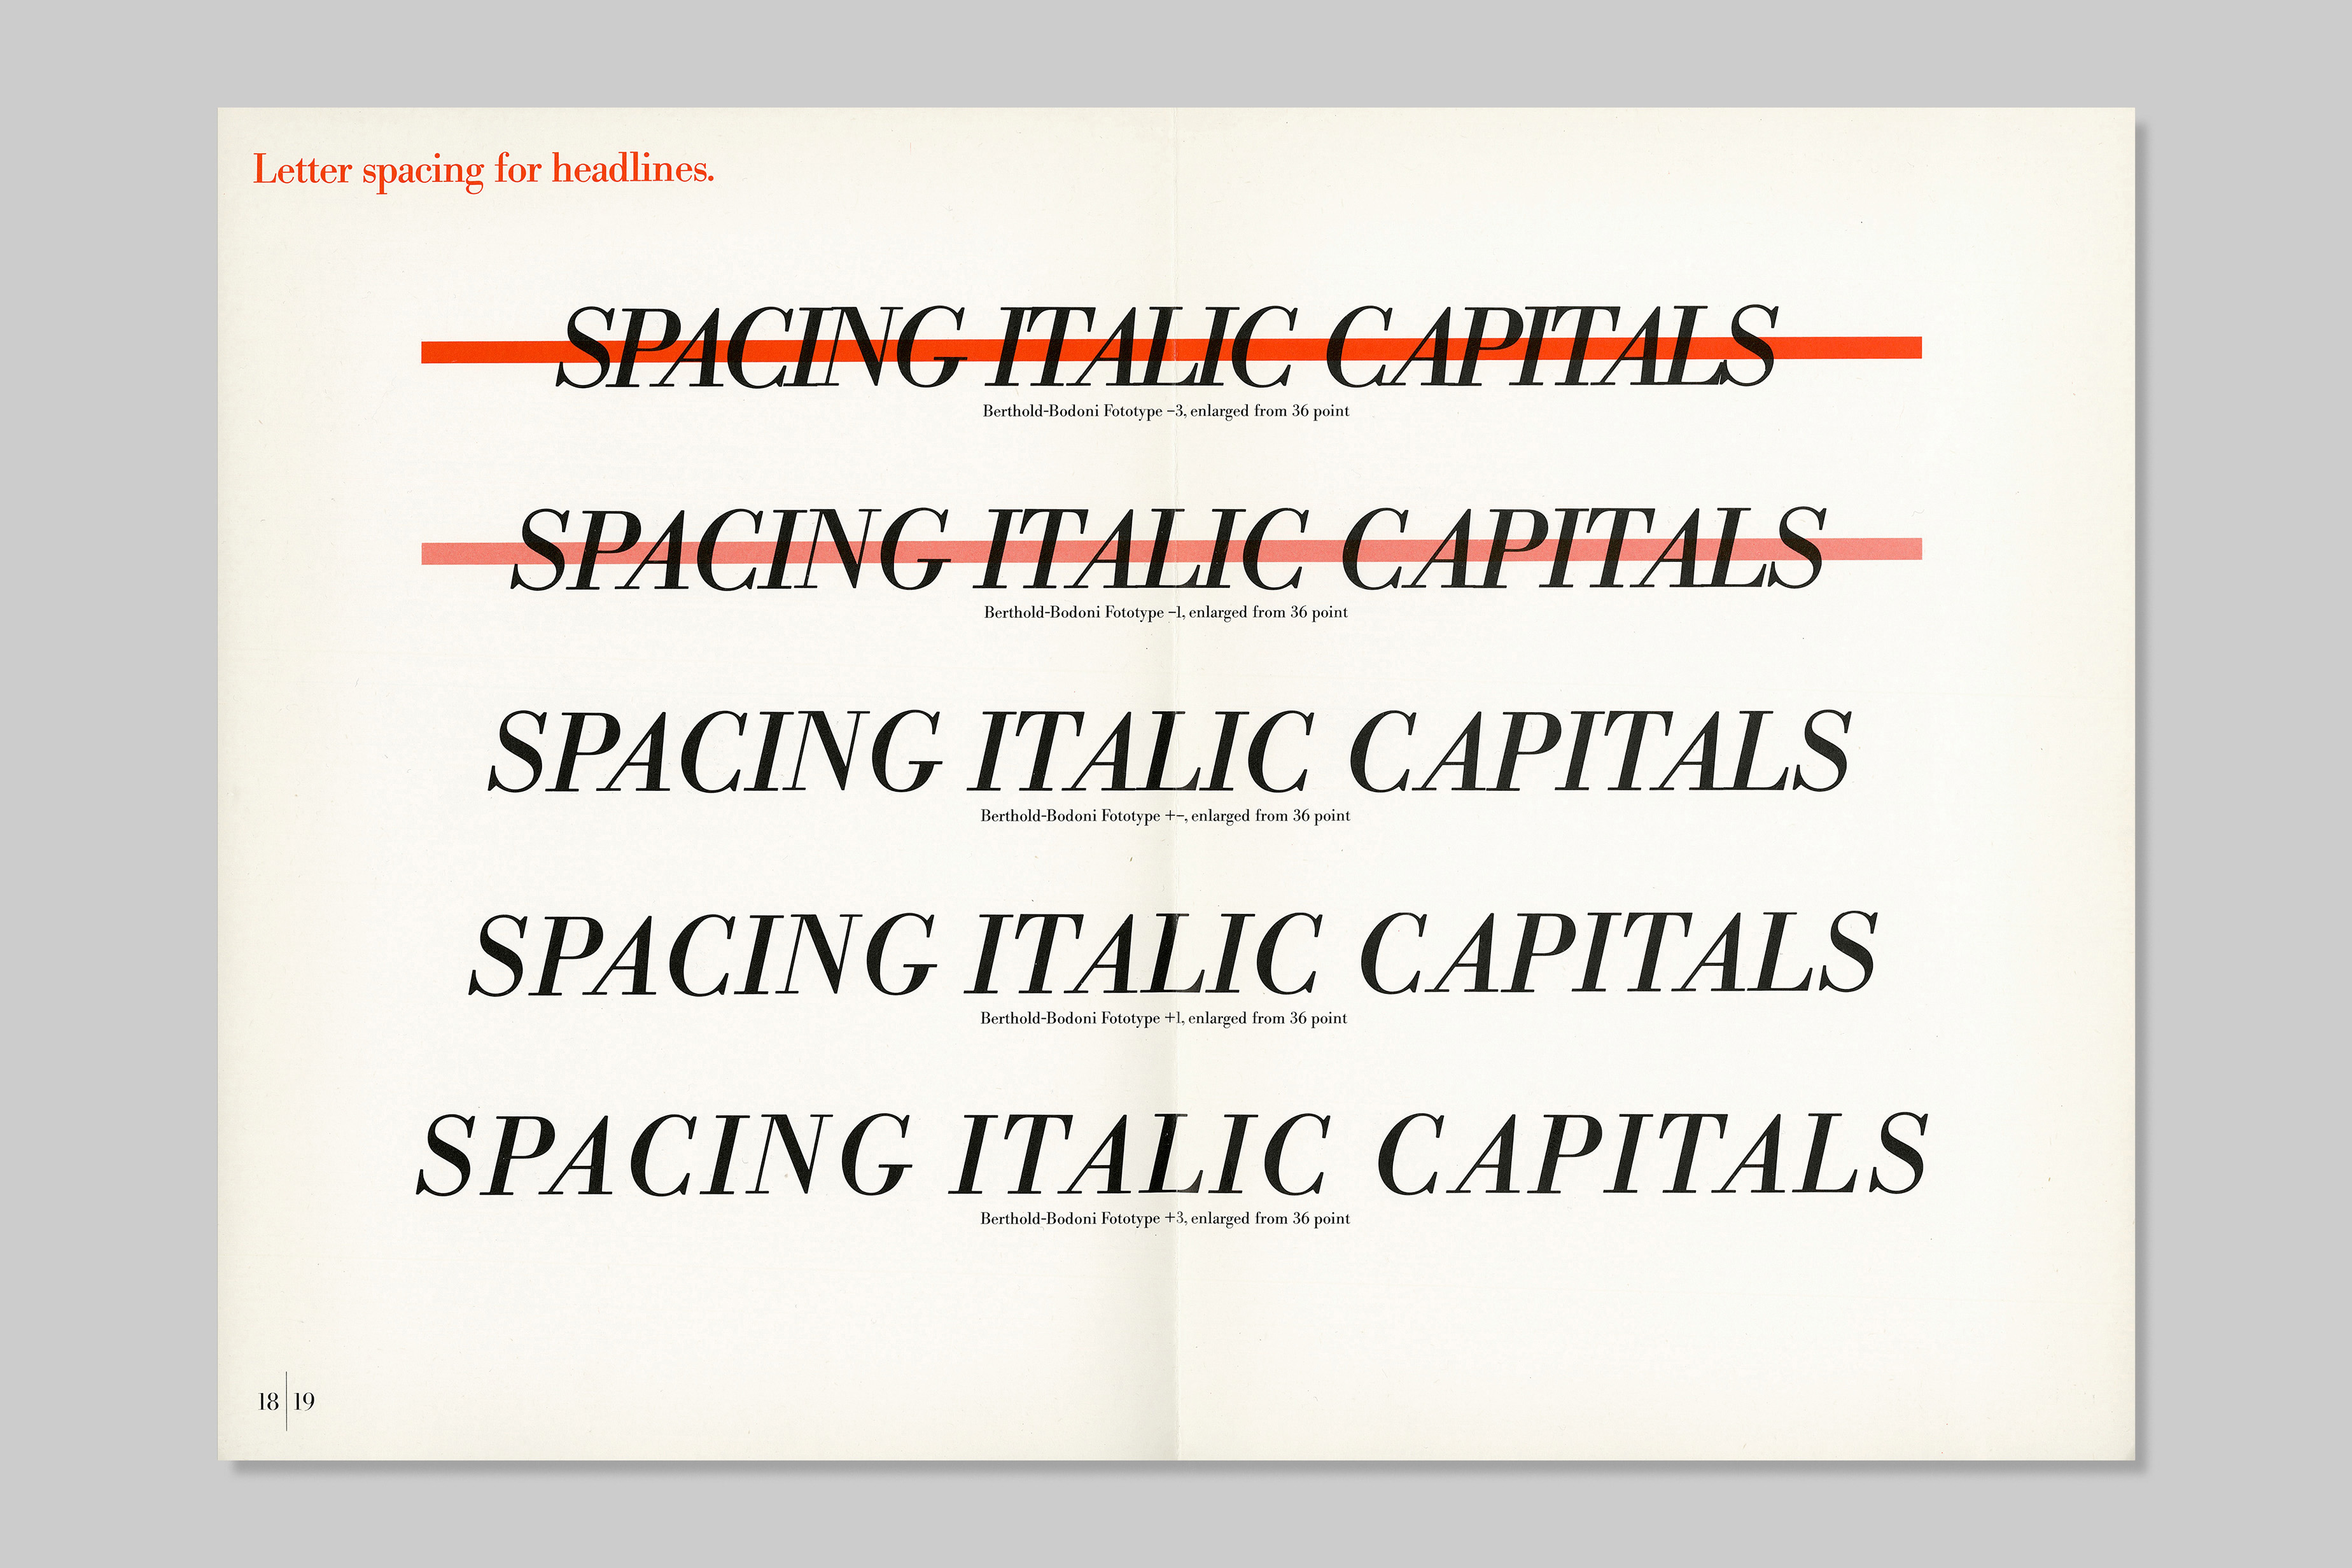 Letter spacing for headlines.
SPACING ITALIC CAPITALS
Berthold-Bodoni Fototype –3, enlarged from 36 point
SPACING ITALIC CAPITALS
Berthold-Bodoni Fototype –1, enlarged from 36 point
SPACING ITALIC CAPITALS
Berthold-Bodoni Fototype +–, enlarged from 36 point
SPACING ITALIC CAPITALS
Berthold-Bodoni Fototype +1, enlarged from 36 point
SPACING ITALIC CAPITALS
Berthold-Bodoni Fototype +3, enlarged from 36 point
18 | 19